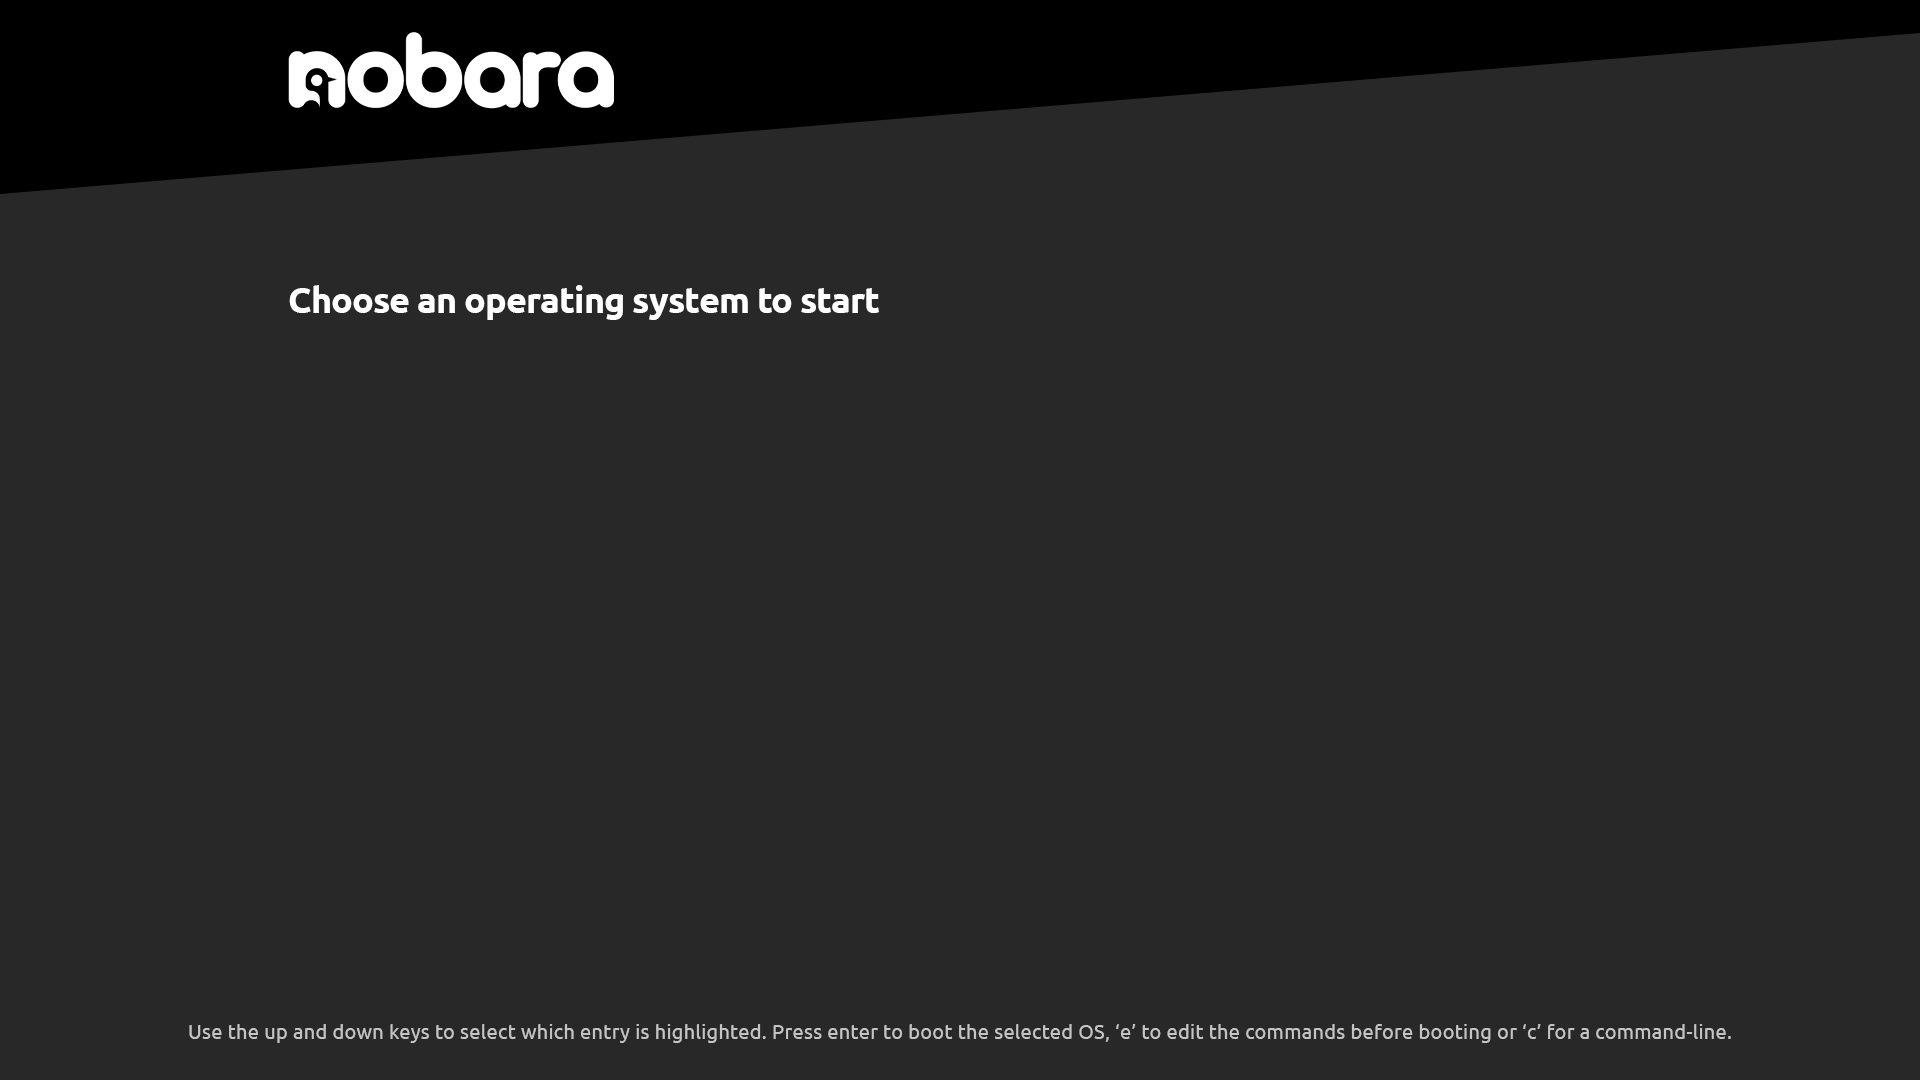 nobara
Choose an operating system to start
Use the up and down keys to select which entry is highlighted. Press enter to boot the selected OS, ‘e’ to edit the commands before booting or ‘c’ for a command-line.